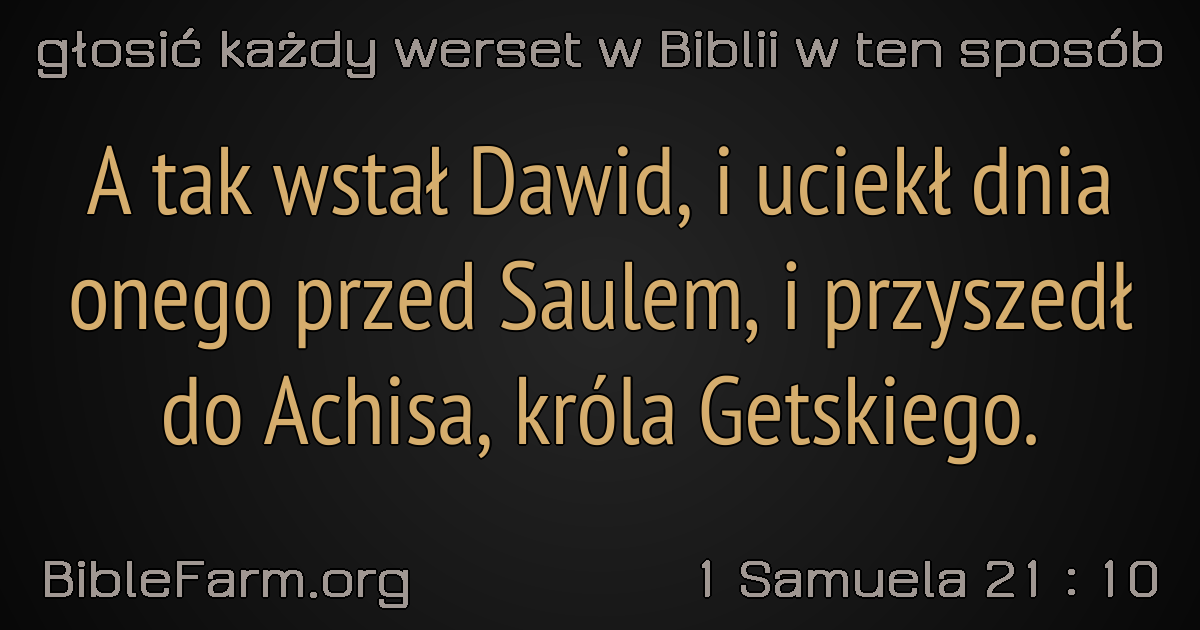 głosić każdy werset w Biblii w ten sposób
A tak wstał Dawid, i uciekł dnia
onego przed Saulem, i przyszedł
do Achisa, króla Getskiego.
BibleFarm.org
1 Samuela 21 : 10